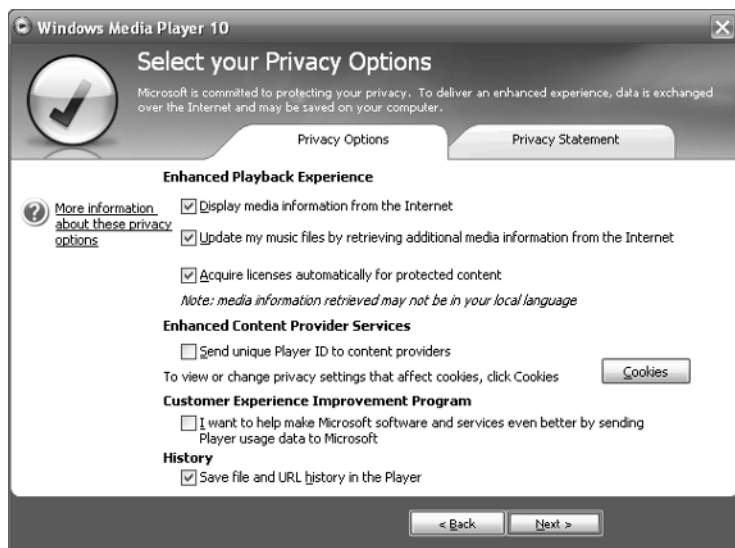 Windows Media Player 10
Select your Privacy Options
Microsoft is committed to protecting your privacy. To deliver an enhanced experience, data is exchanged
over the Internet and may be saved on your computer.
Privacy Options
Privacy Statement
Enhanced Playback Experience
More information
about these privacy
options
Display media information from the Internet
Update my music files by retrieving additional media information from the Internet
Acquire licenses automatically for protected content
Note: media information retrieved may not be in your local language
Enhanced Content Provider Services
Send unique Player ID to content providers
To view or change privacy settings that affect cookies, click Cookies
Cookies
Customer Experience Improvement Program
I want to help make Microsoft software and services even better by sending
Player usage data to Microsoft
History
Save file and URL history in the Player
< Back
Next >